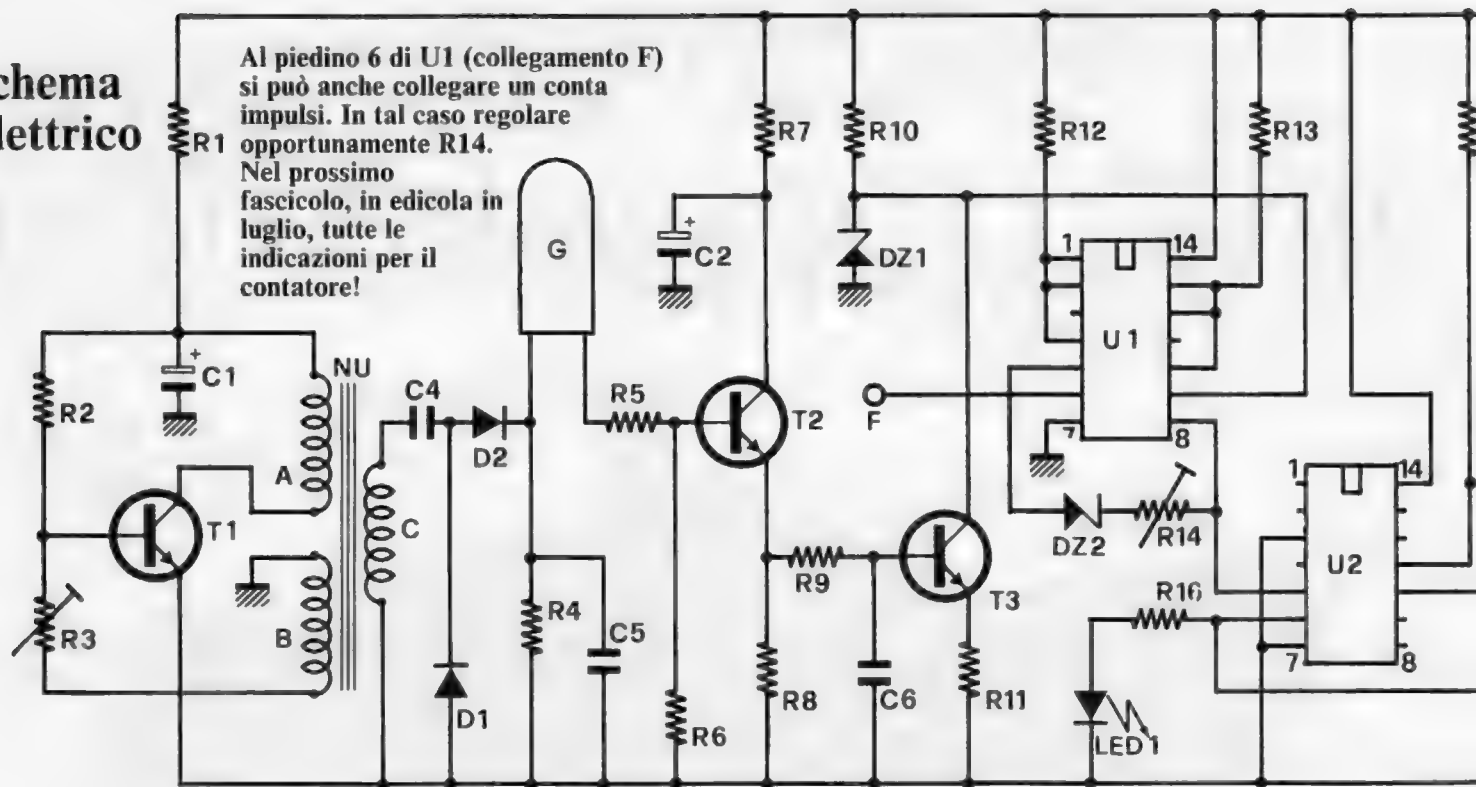 chema
lettrico
Al piedino 6 di U1 (collegamento F)
si può anche collegare un conta
impulsi. In tal caso regolare
opportunamente R14.
Nel prossimo
fascicolo, in edicola in
luglio, tutte le
indicazioni per il
contatore!
R1
R7
R10
R12
R13
G
C2
DZ1
1
14
U1
7
8
NU
C1
R2
C4
D2
R5
T2
F
A
T1
C
B
R3
D1
R4
C5
R6
R8
R9
C6
T3
R11
DZ2
R14
R16
LED1
1
14
U2
7
8
+
+